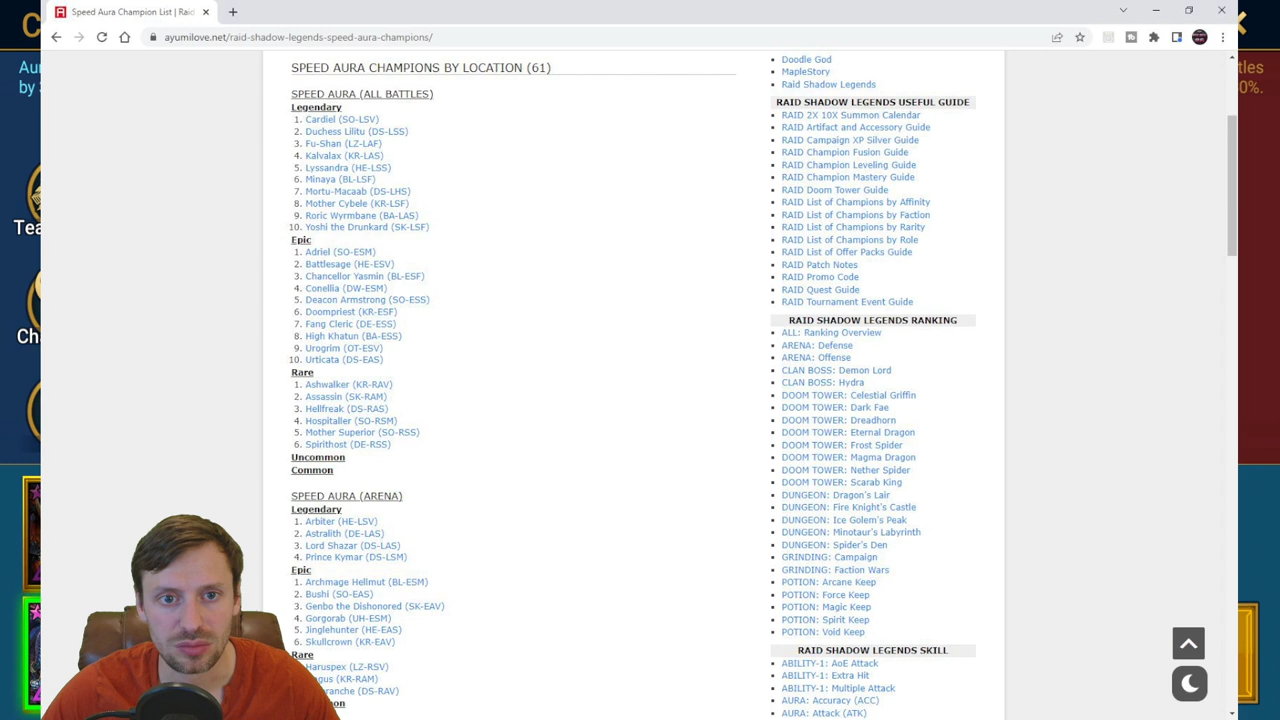 Speed Aura Champion List | Raid
ayumilove.net/raid-shadow-legends-speed-aura-champions/
Au
by 3
Tea
Ch
tles
0%.
SPEED AURA CHAMPIONS BY LOCATION (61)
SPEED AURA (ALL BATTLES)
Legendary
1. Cardiel (SO-LSV)
2. Duchess Lilitu (DS-LSS)
3. Fu-Shan (LZ-LAF)
4. Kalvalax (KR-LAS)
5. Lyssandra (HE-LSS)
6. Minaya (BL-LSF)
7. Mortu-Macaab (DS-LHS)
8. Mother Cybele (KR-LSF)
9. Roric Wyrmbane (BA-LAS)
10. Yoshi the Drunkard (SK-LSF)
Epic
1. Adriel (SO-ESM)
2. Battlesage (HE-ESV)
3. Chancellor Yasmin (BL-ESF)
4. Conellia (DW-ESM)
5. Deacon Armstrong (SO-ESS)
6. Doompriest (KR-ESF)
7. Fang Cleric (DE-ESS)
8. High Khatun (BA-ESS)
9. Urogrim (OT-ESV)
10. Urticata (DS-EAS)
Rare
1. Ashwalker (KR-RAV)
2. Assassin (SK-RAM)
3. Hellfreak (DS-RAS)
4. Hospitaller (SO-RSM)
5. Mother Superior (SO-RSS)
6. Spirithost (DE-RSS)
Uncommon
Common
SPEED AURA (ARENA)
Legendary
1. Arbiter (HE-LSV)
2. Astralith (DE-LAS)
3. Lord Shazar (DS-LAS)
4. Prince Kymar (DS-LSM)
Epic
1. Archmage Hellmut (BL-ESM)
2. Bushi (SO-EAS)
3. Genbo the Dishonored (SK-EAV)
4. Gorgorab (UH-ESM)
5. Jinglehunter (HE-EAS)
6. Skullcrown (KR-EAV)
Rare
Haruspex (LZ-RSV)
gus (KR-RAM)
ranche (DS-RAV)
on
Doodle God
MapleStory
Raid Shadow Legends
RAID SHADOW LEGENDS USEFUL GUIDE
RAID 2X 10X Summon Calendar
RAID Artifact and Accessory Guide
RAID Campaign XP Silver Guide
RAID Champion Fusion Guide
RAID Champion Leveling Guide
RAID Champion Mastery Guide
RAID Doom Tower Guide
RAID List of Champions by Affinity
RAID List of Champions by Faction
RAID List of Champions by Rarity
RAID List of Champions by Role
RAID List of Offer Packs Guide
RAID Patch Notes
RAID Promo Code
RAID Quest Guide
RAID Tournament Event Guide
RAID SHADOW LEGENDS RANKING
ALL: Ranking Overview
ARENA: Defense
ARENA: Offense
CLAN BOSS: Demon Lord
CLAN BOSS: Hydra
DOOM TOWER: Celestial Griffin
DOOM TOWER: Dark Fae
DOOM TOWER: Dreadhorn
DOOM TOWER: Eternal Dragon
DOOM TOWER: Frost Spider
DOOM TOWER: Magma Dragon
DOOM TOWER: Nether Spider
DOOM TOWER: Scarab King
DUNGEON: Dragon's Lair
DUNGEON: Fire Knight's Castle
DUNGEON: Ice Golem's Peak
DUNGEON: Minotaur's Labyrinth
DUNGEON: Spider's Den
GRINDING: Campaign
GRINDING: Faction Wars
POTION: Arcane Keep
POTION: Force Keep
POTION: Magic Keep
POTION: Spirit Keep
POTION: Void Keep
RAID SHADOW LEGENDS SKILL
ABILITY-1: AoE Attack
ABILITY-1: Extra Hit
ABILITY-1: Multiple Attack
AURA: Accuracy (ACC)
AURA: Attack (ATK)